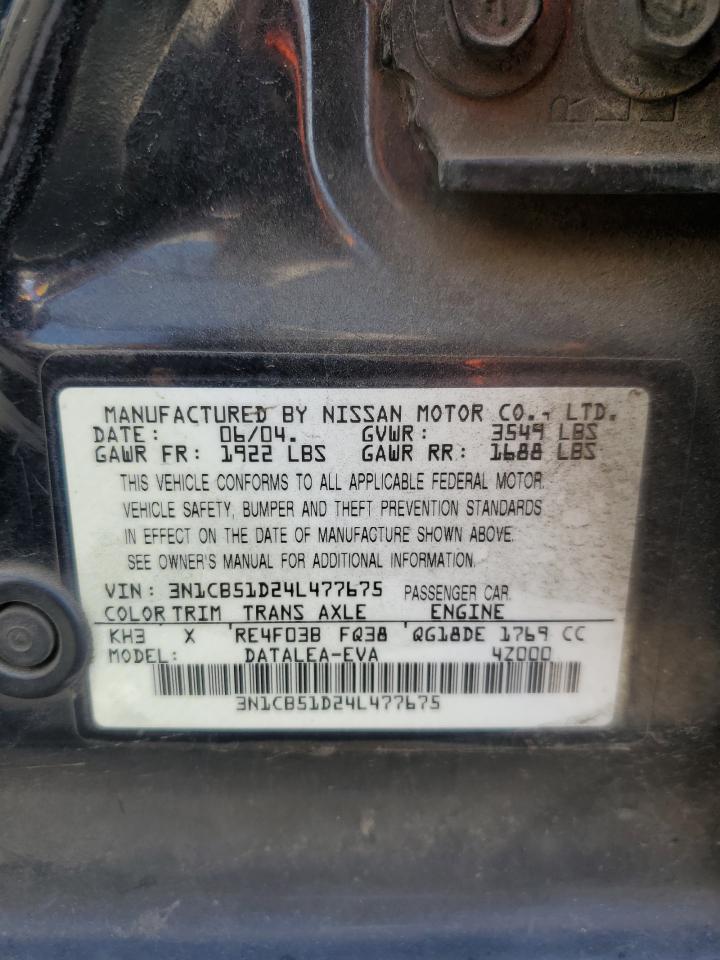 MANUFACTURED BY NISSAN MOTOR CO., LTD.
DATE: 06/04. GVWR: 3549 LBS
GAWR FR: 1922 LBS GAWR RR: 1688 LBS
THIS VEHICLE CONFORMS TO ALL APPLICABLE FEDERAL MOTOR
VEHICLE SAFETY, BUMPER AND THEFT PREVENTION STANDARDS
IN EFFECT ON THE DATE OF MANUFACTURE SHOWN ABOVE.
SEE OWNER'S MANUAL FOR ADDITIONAL INFORMATION.
VIN: 3N1CB51D24L477675 PASSENGER CAR
COLOR TRIM TRANS AXLE ENGINE
KH3 X RE4F03B FQ38 QG18DE 1769 CC
MODEL: DATALEA-EVA 4Z000
3N1CB51D24L477675